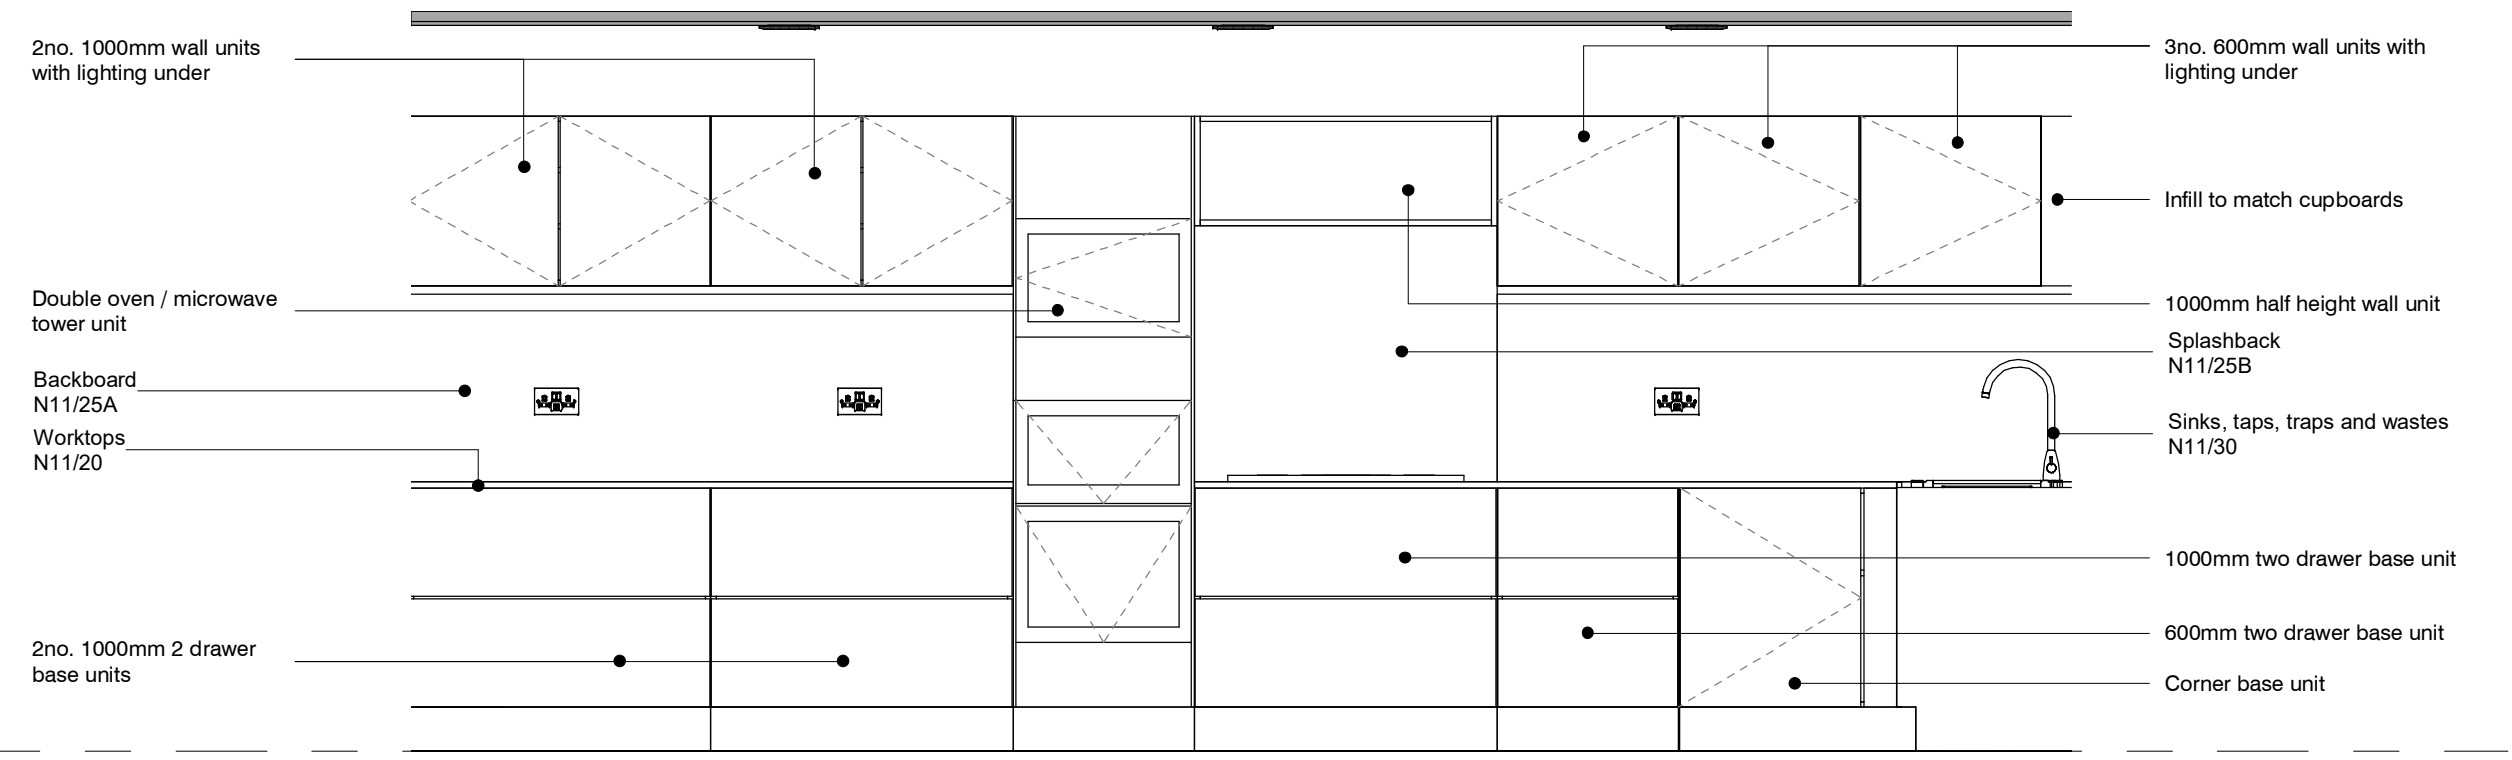 2no. 1000mm wall units
with lighting under
Double oven / microwave
tower unit
Backboard
N11/25A
Worktops
N11/20
2no. 1000mm 2 drawer
base units
3no. 600mm wall units with
lighting under
Infill to match cupboards
1000mm half height wall unit
Splashback
N11/25B
Sinks, taps, traps and wastes
N11/30
1000mm two drawer base unit
600mm two drawer base unit
Corner base unit